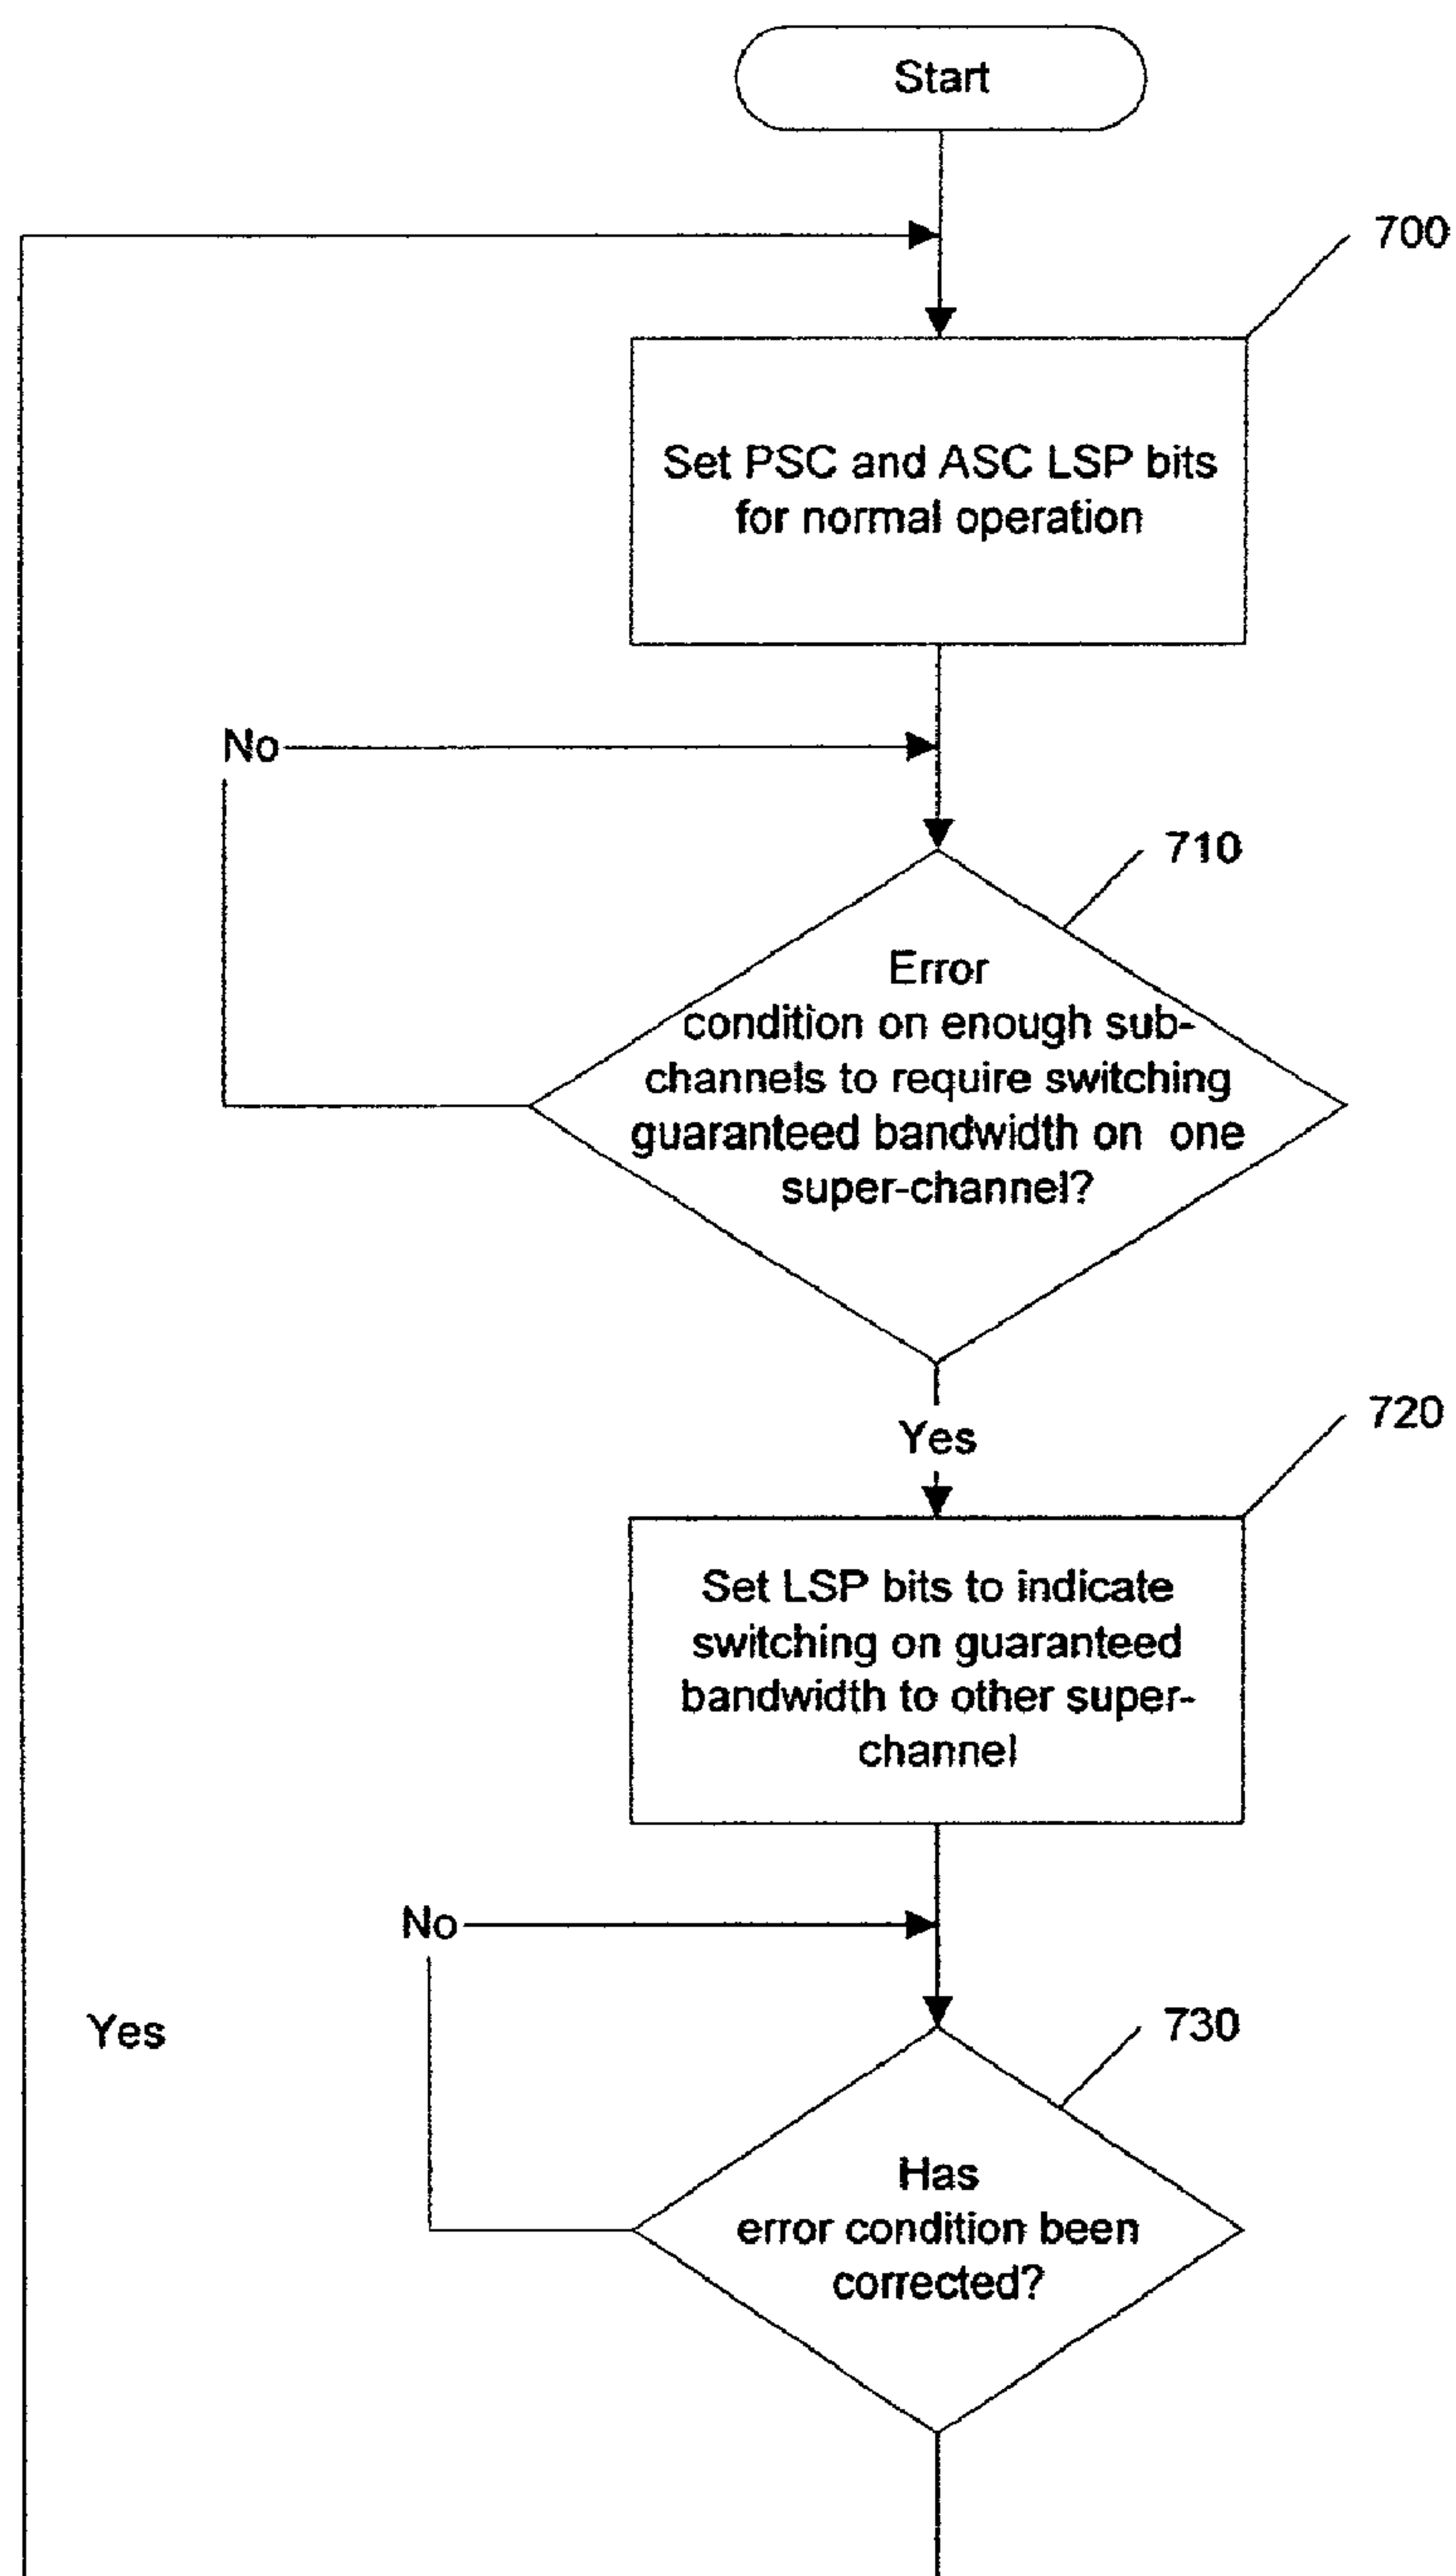 Start
700
Set PSC and ASC LSP bits
for normal operation
No
710
Error
condition on enough sub-
channels to require switching
guaranteed bandwidth on one
super-channel?
Yes
720
Set LSP bits to indicate
switching on guaranteed
bandwidth to other super-
channel
No
730
Yes
Has
error condition been
corrected?